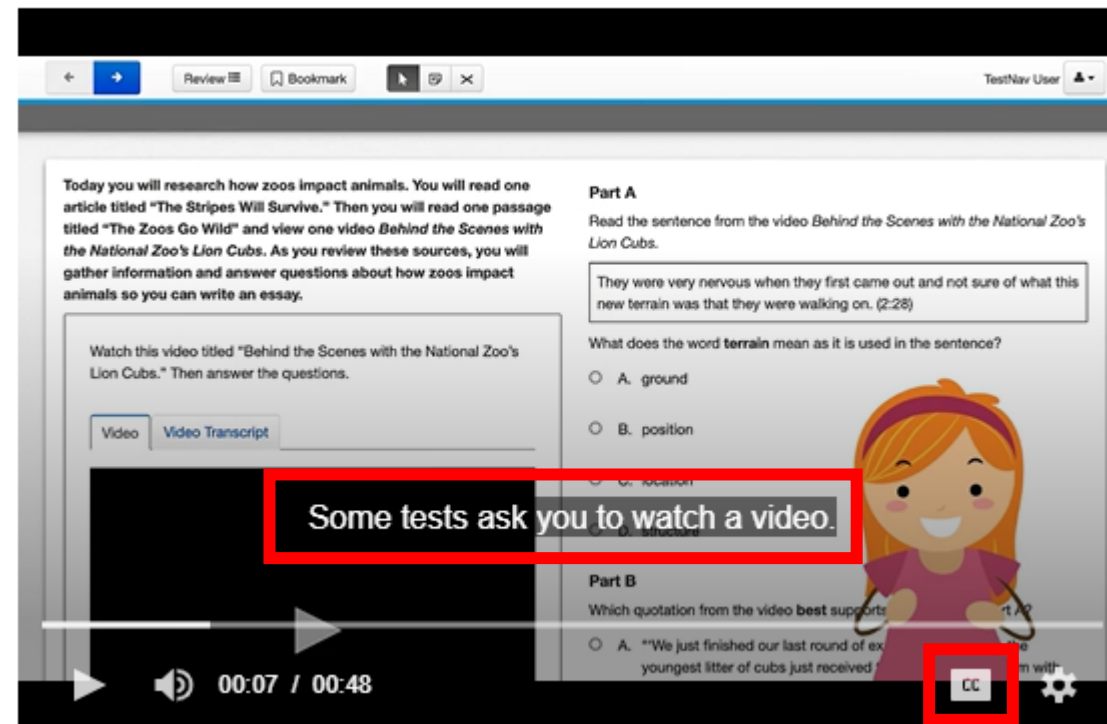 Review
Bookmark
TestNav User
Today you will research how zoos impact animals. You will read one
article titled "The Stripes Will Survive." Then you will read one passage
titled "The Zoos Go Wild" and view one video Behind the Scenes with
the National Zoo's Lion Cubs. As you review these sources, you will
gather information and answer questions about how zoos impact
animals so you can write an essay.
Watch this video titled "Behind the Scenes with the National Zoo's
Lion Cubs." Then answer the questions.
Video
Video Transcript
Part A
Read the sentence from the video Behind the Scenes with the National Zoo's
Lion Cubs.
They were very nervous when they first came out and not sure of what this
new terrain was that they were walking on. (2:28)
What does the word terrain mean as it is used in the sentence?
A. ground
B. position
C. location
Some tests ask you to watch a video.
D. structure
Part B
Which quotation from the video best supports rt A?
A. "“We just finished our last round of ex the
youngest litter of cubs just received m with
00:07 / 00:48
CC